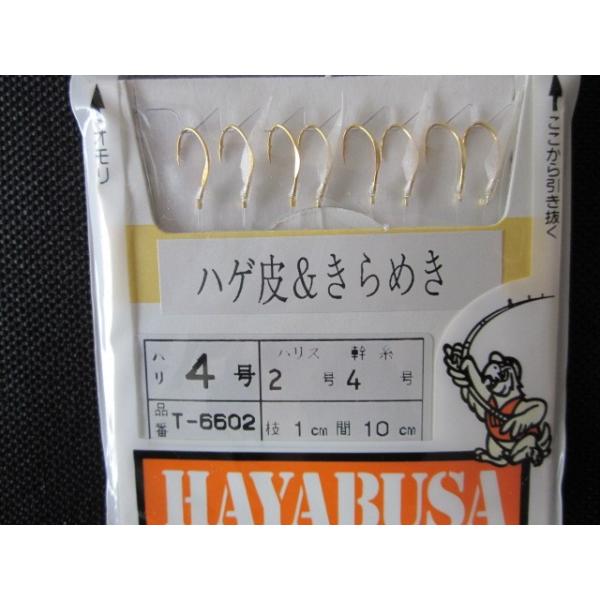 オモリ
ここから引き抜く
ハゲ皮&きらめき
ハリ 4号 ハリス 2号 幹糸 4号
品番 T-6602 枝 1cm 間 10cm
HAYABUSA